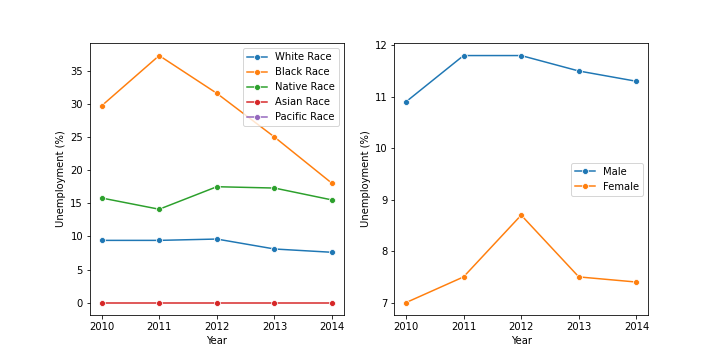 White Race
Black Race
Native Race
Asian Race
Pacific Race
35
30
25
20
15
10
5
0
Unemployment (%)
2010 2011 2012 2013 2014
Year
12
11
10
9
8
7
Unemployment (%)
Male
Female
2010 2011 2012 2013 2014
Year